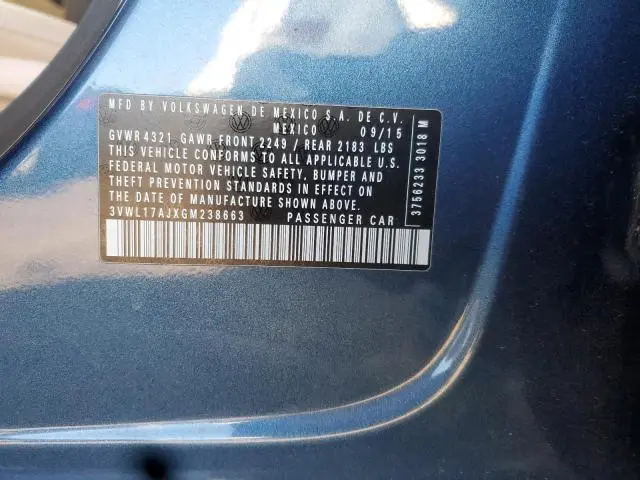 MFD BY VOLKSWAGEN DE MEXICO S.A. DE C.V.
MEXICO 09/15
GVWR 4321 GAWR FRONT 2249 / REAR 2183 LBS
THIS VEHICLE CONFORMS TO ALL APPLICABLE U.S.
FEDERAL MOTOR VEHICLE SAFETY, BUMPER AND
THEFT PREVENTION STANDARDS IN EFFECT ON
THE DATE OF MANUFACTURE SHOWN ABOVE
3VWL17AJXGM238663 PASSENGER CAR
3756233 3018 M